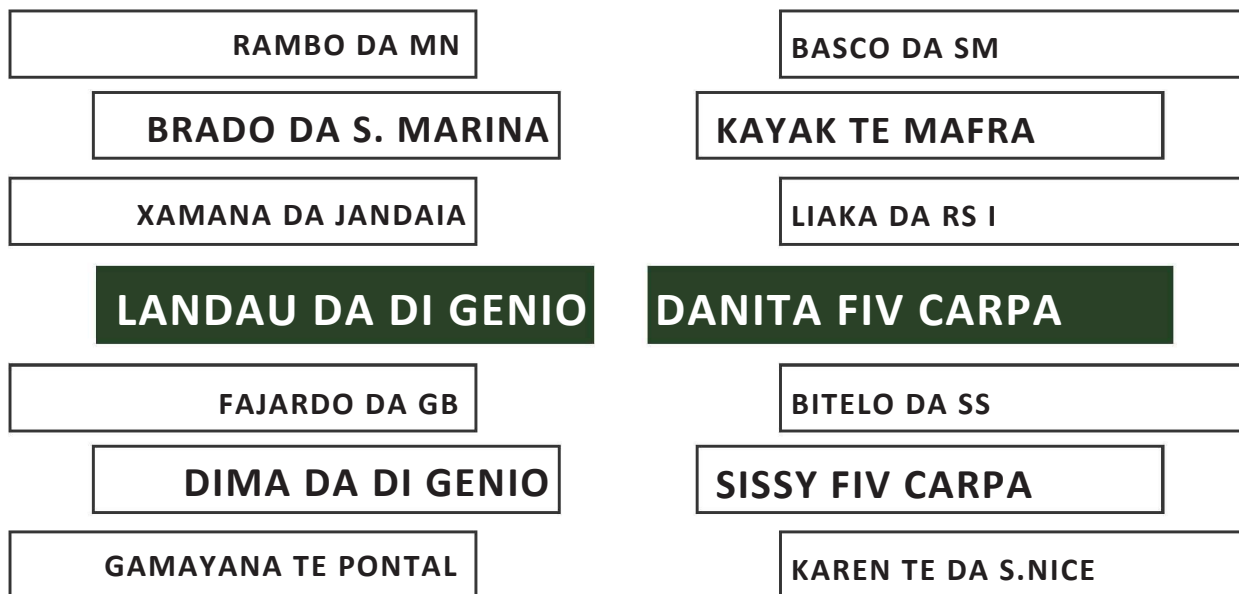 RAMBO DA MN
BASCO DA SM
BRADO DA S. MARINA
KAYAK TE MAFRA
XAMANA DA JANDAIA
LIAKA DA RS I
LANDAU DA DI GENIO
DANITA FIV CARPA
FAJARDO DA GB
BITELO DA SS
DIMA DA DI GENIO
SISSY FIV CARPA
GAMAYANA TE PONTAL
KAREN TE DA S.NICE